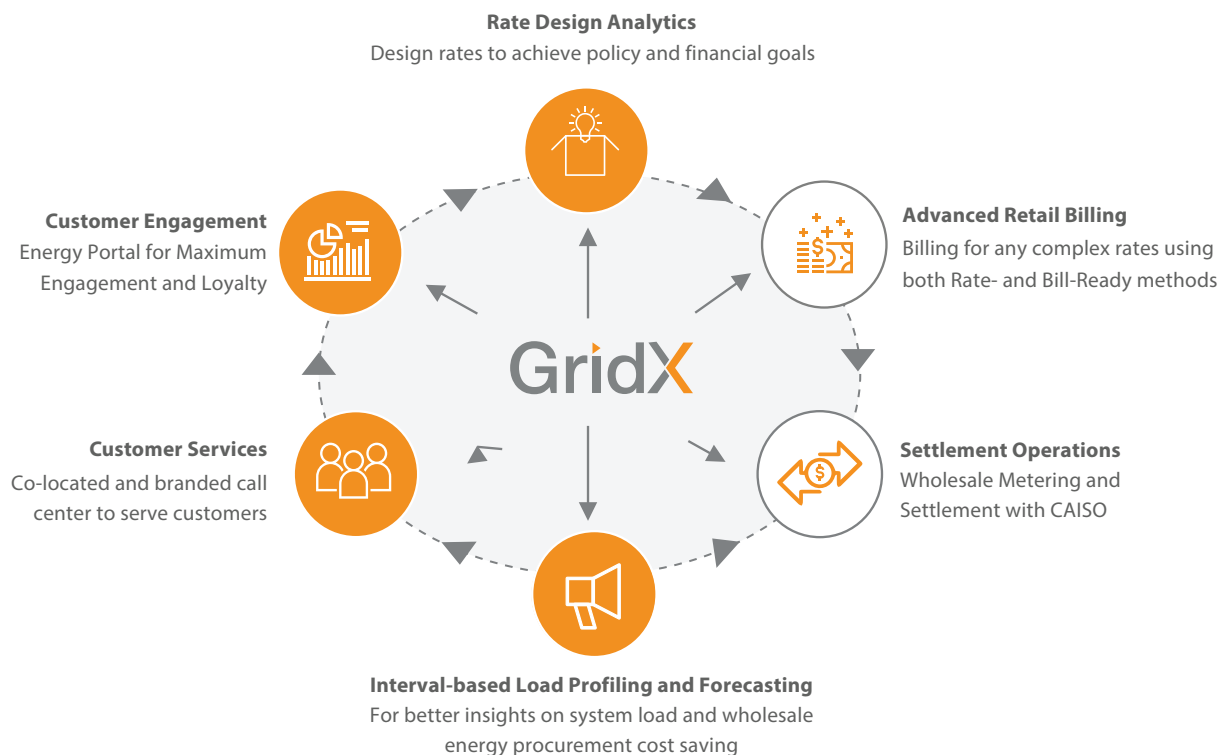 Rate Design Analytics
Design rates to achieve policy and financial goals
Customer Engagement
Energy Portal for Maximum
Engagement and Loyalty
Advanced Retail Billing
Billing for any complex rates using
both Rate- and Bill-Ready methods
$
GridX
Customer Services
Co-located and branded call
center to serve customers
Settlement Operations
Wholesale Metering and
Settlement with CAISO
$
Interval-based Load Profiling and Forecasting
For better insights on system load and wholesale
energy procurement cost saving